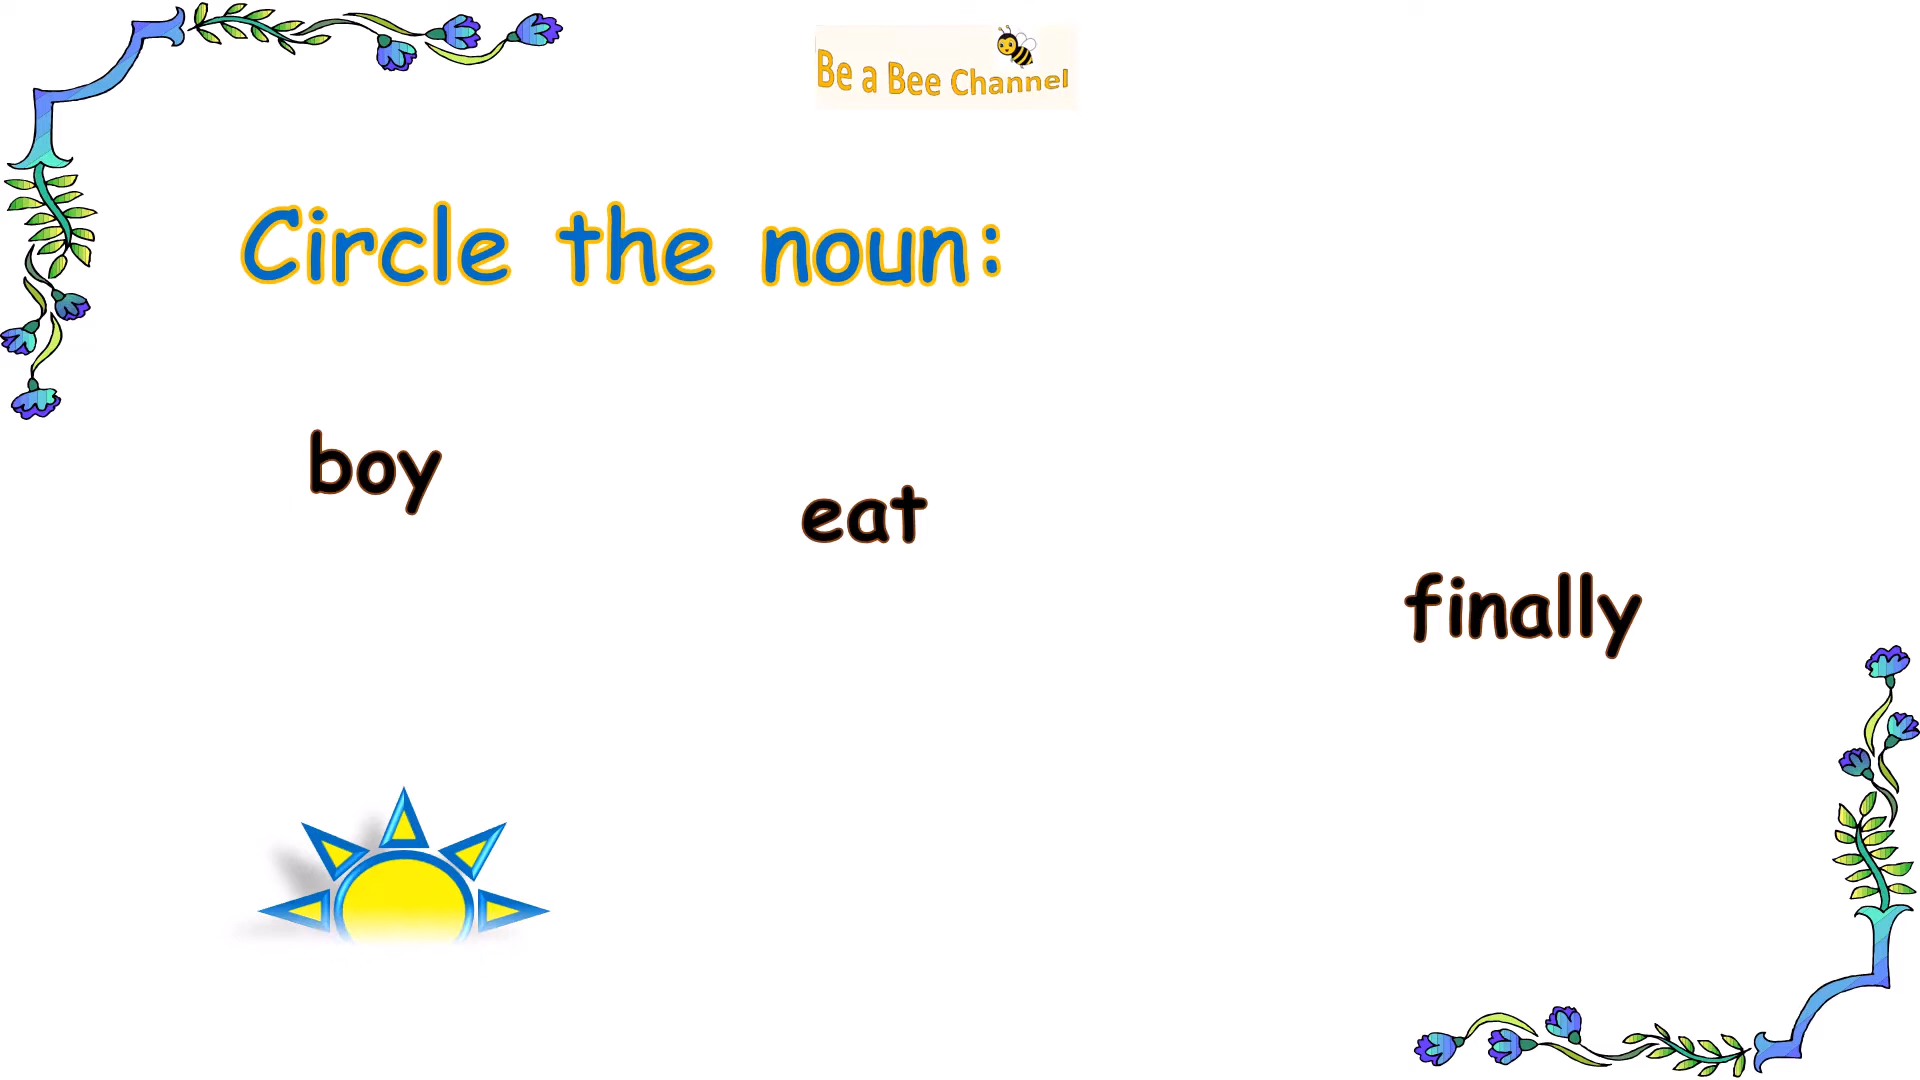 Be a Bee Channel
Circle the noun:
boy
eat
finally